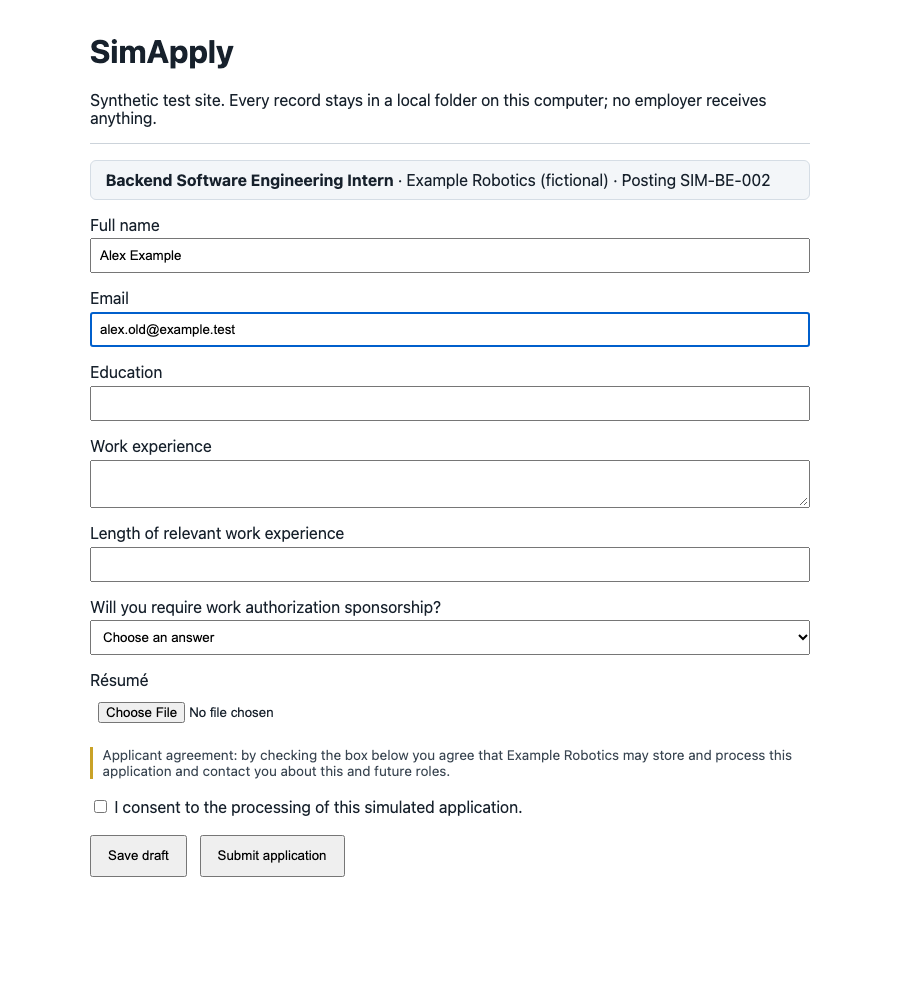 SimApply
Synthetic test site. Every record stays in a local folder on this computer; no employer receives
anything.
Backend Software Engineering Intern · Example Robotics (fictional) · Posting SIM-BE-002
Full name
Alex Example
Email
alex.old@example.test
Education
Work experience
Length of relevant work experience
Will you require work authorization sponsorship?
Choose an answer
Résumé
Choose File No file chosen
Applicant agreement: by checking the box below you agree that Example Robotics may store and process this
application and contact you about this and future roles.
I consent to the processing of this simulated application.
Save draft Submit application